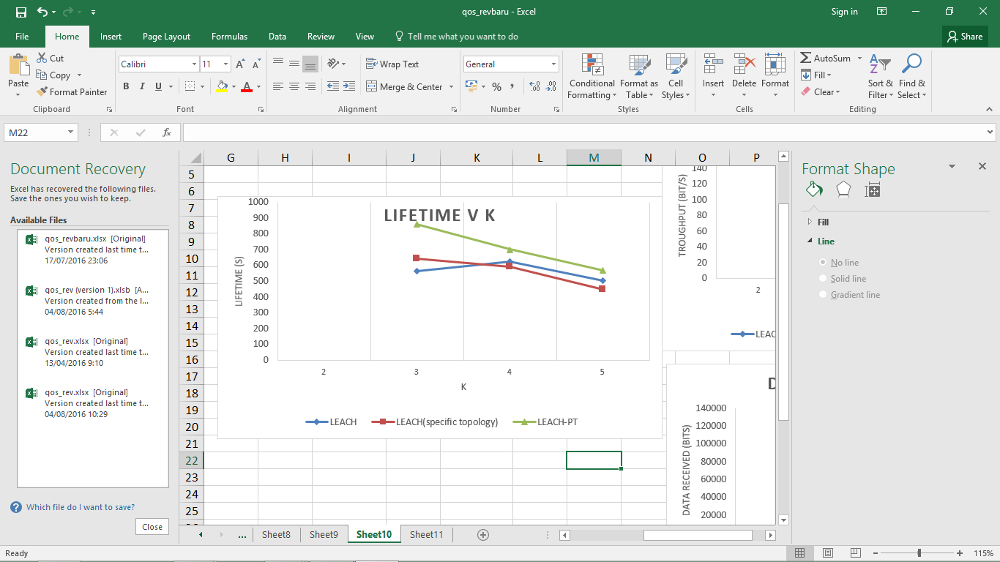 qos_revbaru - Excel
Sign in
File Home Insert Page Layout Formulas Data Review View Tell me what you want to do Share
Paste
Cut
Copy
Format Painter
Clipboard
Calibri 11
B I U A
Font
Wrap Text
Merge & Center
Alignment
General
%
Number
Conditional Formatting
Format as Table
Cell Styles
Styles
Insert Delete Format
Cells
AutoSum
Fill
Clear
Sort & Filter
Find & Select
Editing
M22 fx
Document Recovery
Excel has recovered the following files.
Save the ones you wish to keep.
Available Files
qos_revbaru.xlsx [Original]
Version created last time t...
17/07/2016 23:06
qos_rev (version 1).xlsb [A...
Version created from the l...
04/08/2016 5:44
qos_rev.xlsx [Original]
Version created last time t...
13/04/2016 9:10
qos_rev.xlsx [Original]
Version created last time t...
04/08/2016 10:29
Which file do I want to save?
Close
G H I J K L M N O P
5
6
7
8
9
10
11
12
13
14
15
16
17
18
19
20
21
22
23
24
25
LIFETIME V K
LIFETIME (S)
1000
900
800
700
600
500
400
300
200
100
0
2 3 4 5
K
LEACH LEACH(specific topology) LEACH-PT
TROUGHPUT (BIT/S)
140
120
100
80
60
40
20
0
2
LEAC
D
DATA RECEIVED (BITS)
140000
120000
100000
80000
60000
40000
20000
Format Shape
Fill
Line
No line
Solid line
Gradient line
... Sheet8 Sheet9 Sheet10 Sheet11
Ready
115%